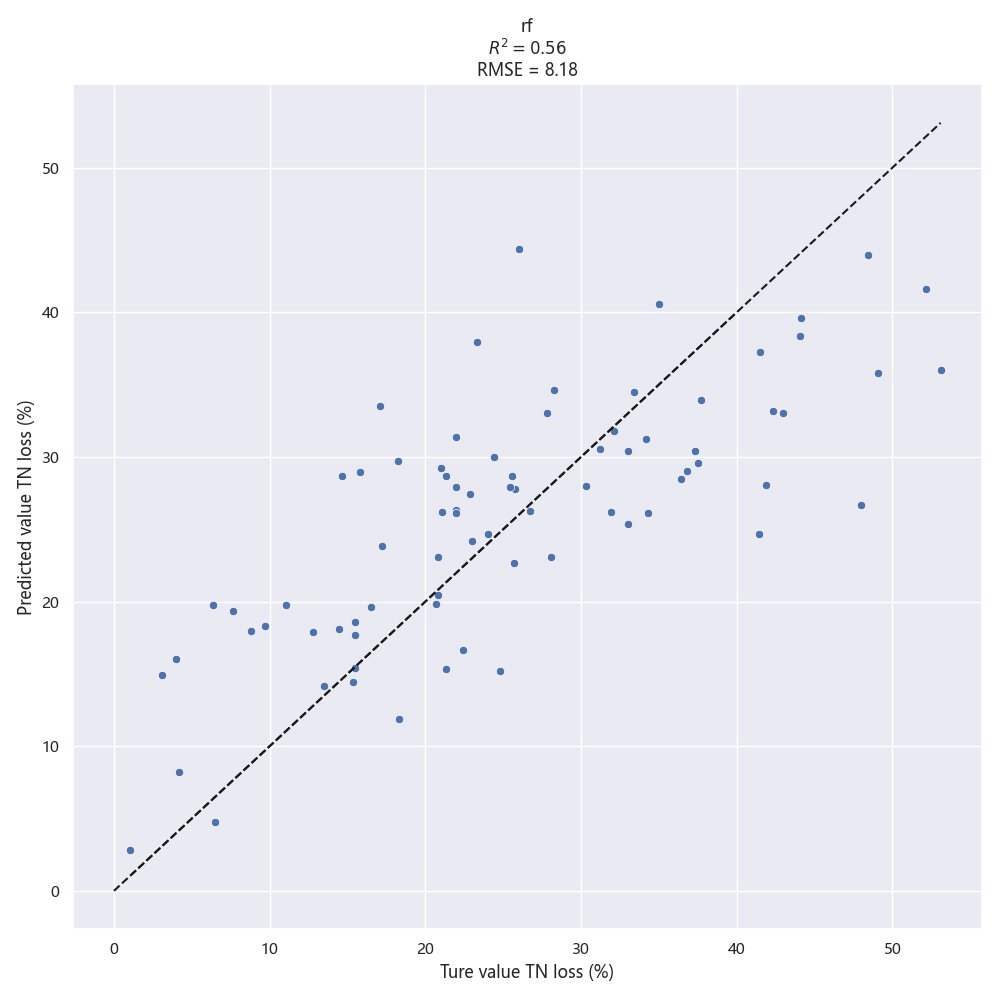 rf
R² = 0.56
RMSE = 8.18
Predicted value TN loss (%)
50
40
30
20
10
0
0 10 20 30 40 50
Ture value TN loss (%)